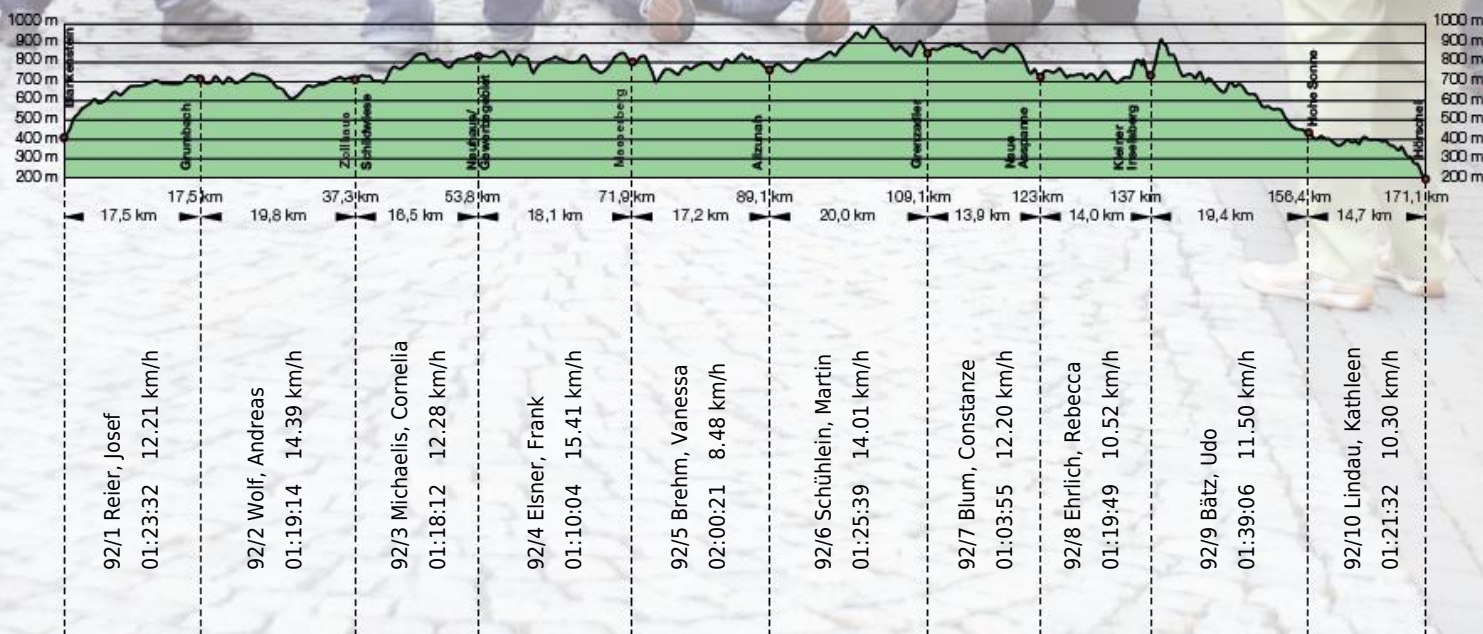 1000 m
900 m
800 m
700 m
600 m
500 m
400 m
300 m
200 m
1000 m
900 m
800 m
700 m
600 m
500 m
400 m
300 m
200 m
Blankenstein
Grumbach
Zollhaus
Schildwiese
Neuhaus/
Masserberg
Allzunah
Grenzadler
Neue
Ausspanne
Kleiner
Inselsberg
Hohe Sonne
Hörschel
17,5 km 37,3 km 53,8 km 71,9 km 89,1 km 109,1 km 123 km 137 km 156,4 km 171,1 km
17,5 km 19,8 km 16,5 km 18,1 km 17,2 km 20,0 km 13,9 km 14,0 km 19,4 km 14,7 km
92/1 Reier, Josef
01:23:32 12.21 km/h
92/2 Wolf, Andreas
01:19:14 14.39 km/h
92/3 Michaelis, Cornelia
01:18:12 12.28 km/h
92/4 Elsner, Frank
01:10:04 15.41 km/h
92/5 Brehm, Vanessa
02:00:21 8.48 km/h
92/6 Schühlein, Martin
01:25:39 14.01 km/h
92/7 Blum, Constanze
01:03:55 12.20 km/h
92/8 Ehrlich, Rebecca
01:19:49 10.52 km/h
92/9 Bätz, Udo
01:39:06 11.50 km/h
92/10 Lindau, Kathleen
01:21:32 10.30 km/h